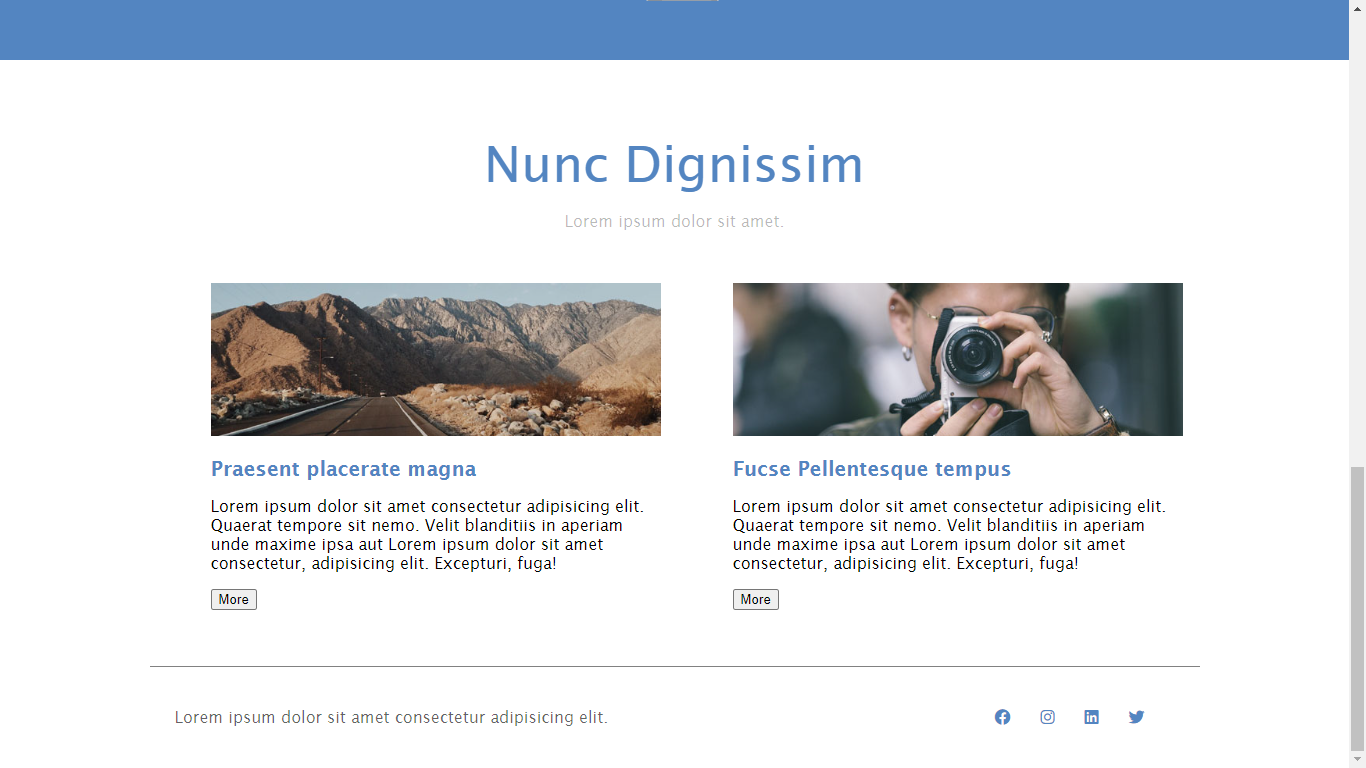 Nunc Dignissim
Lorem ipsum dolor sit amet.
Praesent placerate magna
Lorem ipsum dolor sit amet consectetur adipisicing elit.
Quaerat tempore sit nemo. Velit blanditiis in aperiam
unde maxime ipsa aut Lorem ipsum dolor sit amet
consectetur, adipisicing elit. Excepturi, fuga!
More
Fucse Pellentesque tempus
Lorem ipsum dolor sit amet consectetur adipisicing elit.
Quaerat tempore sit nemo. Velit blanditiis in aperiam
unde maxime ipsa aut Lorem ipsum dolor sit amet
consectetur, adipisicing elit. Excepturi, fuga!
More
Lorem ipsum dolor sit amet consectetur adipisicing elit.